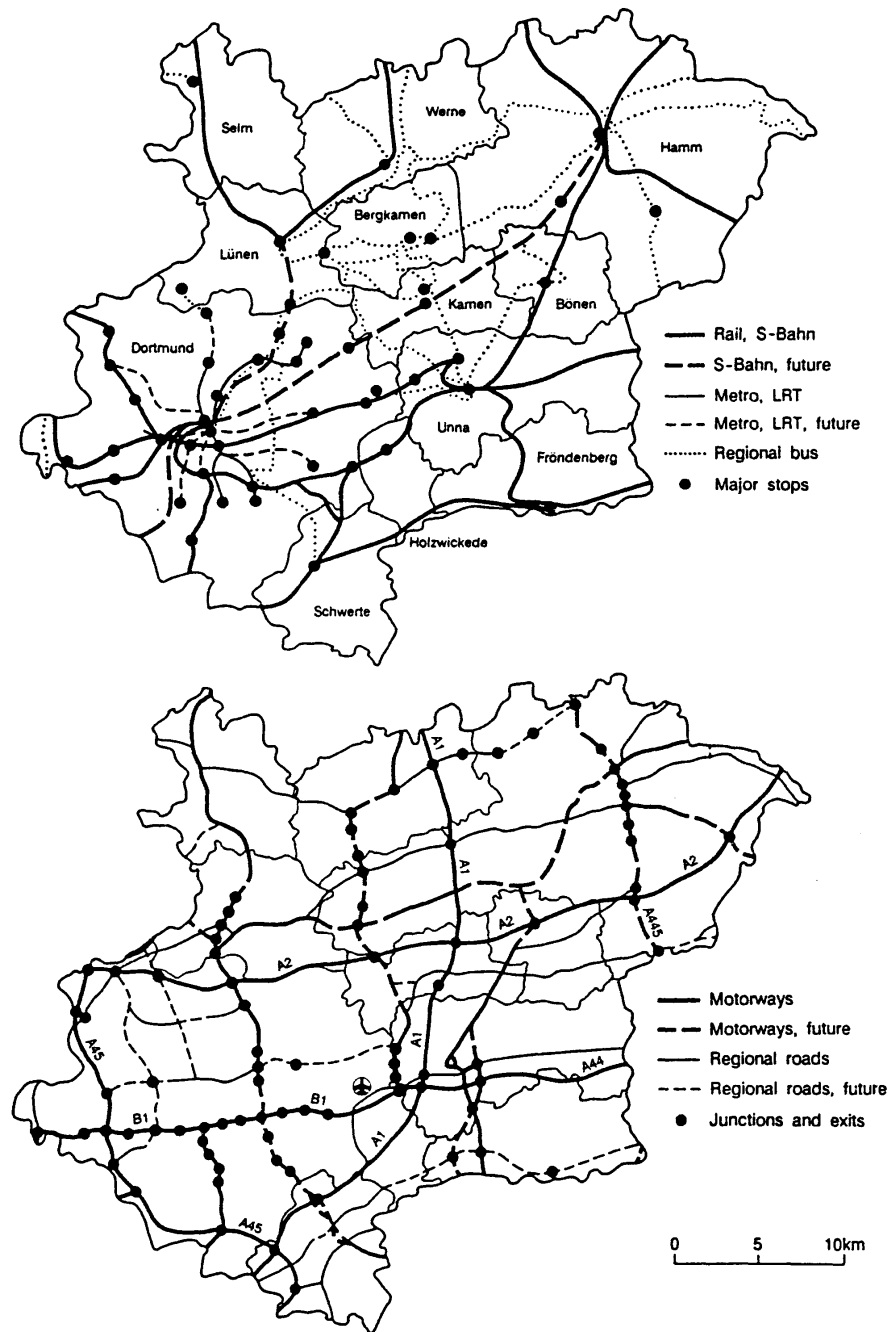 Selm
Werne
Hamm
Bergkamen
Lünen
Kamen
Bönen
Dortmund
Unna
Fröndenberg
Holzwickede
Schwerte
Rail, S-Bahn
S-Bahn, future
Metro, LRT
Metro, LRT, future
Regional bus
Major stops
A1
A1
A2
A2
A445
A2
A1
A45
A44
B1
B1
A1
A45
Motorways
Motorways, future
Regional roads
Regional roads, future
Junctions and exits
0 5 10km